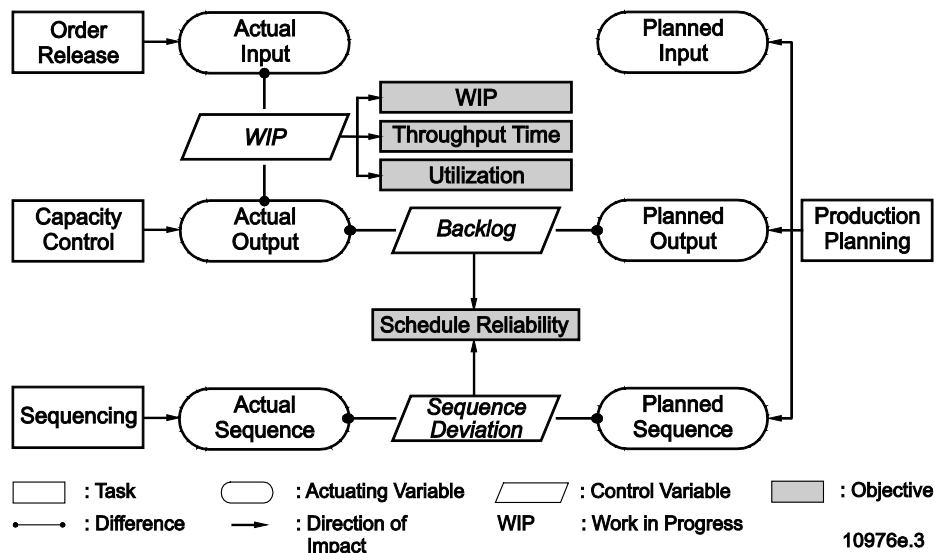 Order
Release
Actual
Input
Planned
Input
WIP
WIP
Throughput Time
Utilization
Capacity
Control
Actual
Output
Backlog
Planned
Output
Production
Planning
Schedule Reliability
Sequencing
Actual
Sequence
Sequence
Deviation
Planned
Sequence
: Task
: Actuating Variable
: Control Variable
: Objective
: Difference
: Direction of
Impact
WIP : Work in Progress
10976e.3